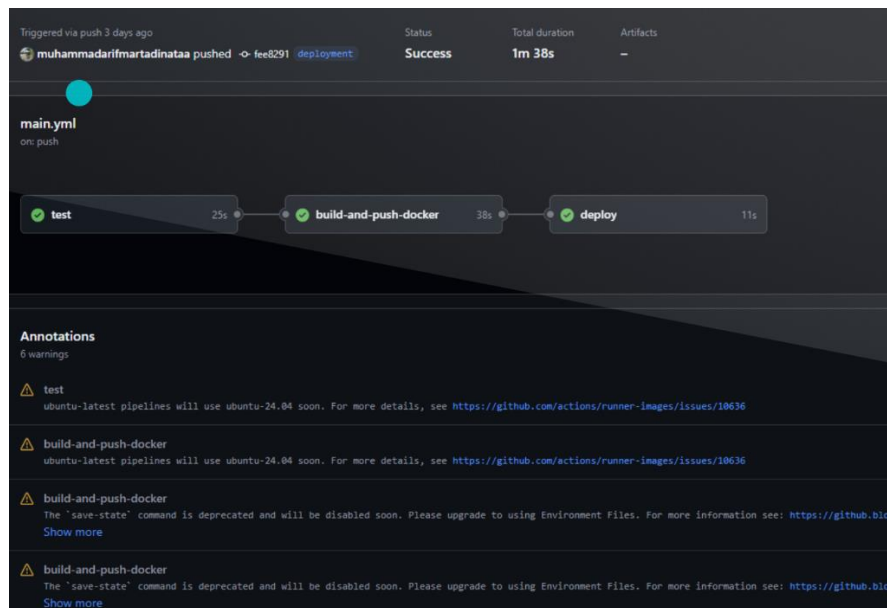 Triggered via push 3 days ago
muhammadarifmartadinataa pushed fee8291 deployment
Status
Success
Total duration
1m 38s
Artifacts
–
main.yml
on: push
test 25s
build-and-push-docker 38s
deploy 11s
Annotations
6 warnings
test
ubuntu-latest pipelines will use ubuntu-24.04 soon. For more details, see https://github.com/actions/runner-images/issues/10636
build-and-push-docker
ubuntu-latest pipelines will use ubuntu-24.04 soon. For more details, see https://github.com/actions/runner-images/issues/10636
build-and-push-docker
The `save-state` command is deprecated and will be disabled soon. Please upgrade to using Environment Files. For more information see: https://github.blo
Show more
build-and-push-docker
The `save-state` command is deprecated and will be disabled soon. Please upgrade to using Environment Files. For more information see: https://github.blo
Show more